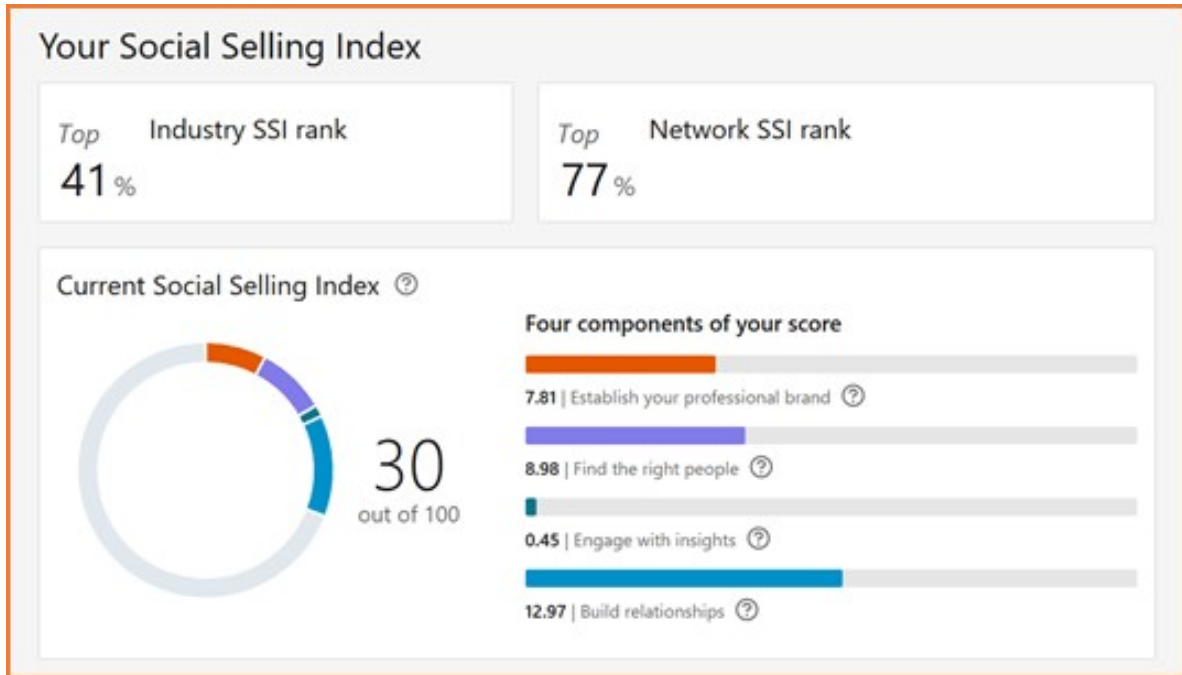 Your Social Selling Index
Top Industry SSI rank
41 %
Top Network SSI rank
77 %
Current Social Selling Index ?
30
out of 100
Four components of your score
7.81 | Establish your professional brand ?
8.98 | Find the right people ?
0.45 | Engage with insights ?
12.97 | Build relationships ?